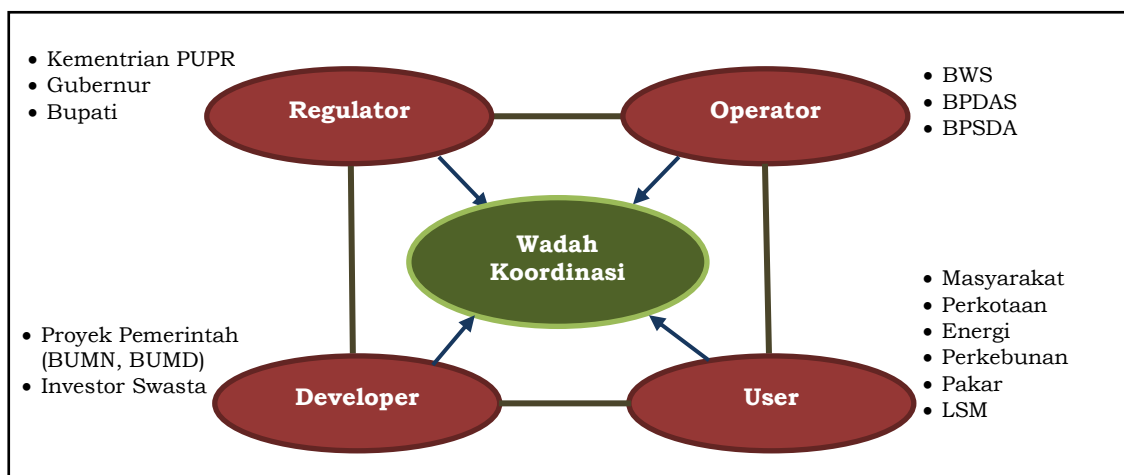 • Kementrian PUPR
• Gubernur
• Bupati
Regulator
Operator
• BWS
• BPDAS
• BPSDA
Wadah
Koordinasi
• Proyek Pemerintah
(BUMN, BUMD)
• Investor Swasta
Developer
User
• Masyarakat
• Perkotaan
• Energi
• Perkebunan
• Pakar
• LSM